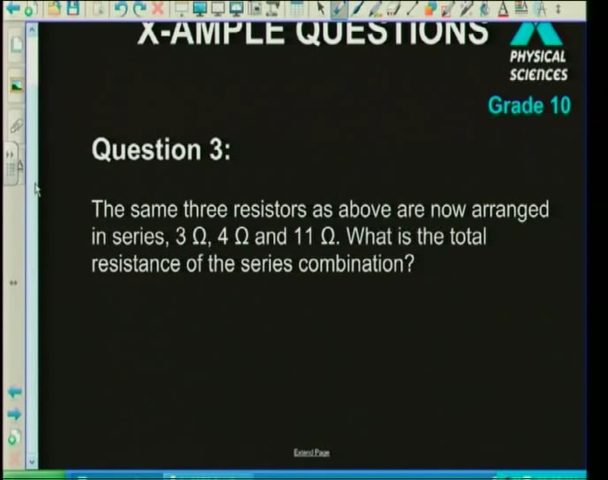 X-AMPLE QUESTIONS
PHYSICAL
SCIENCES
Grade 10
Question 3:
The same three resistors as above are now arranged
in series, 3 Ω, 4 Ω and 11 Ω. What is the total
resistance of the series combination?
Extend Page